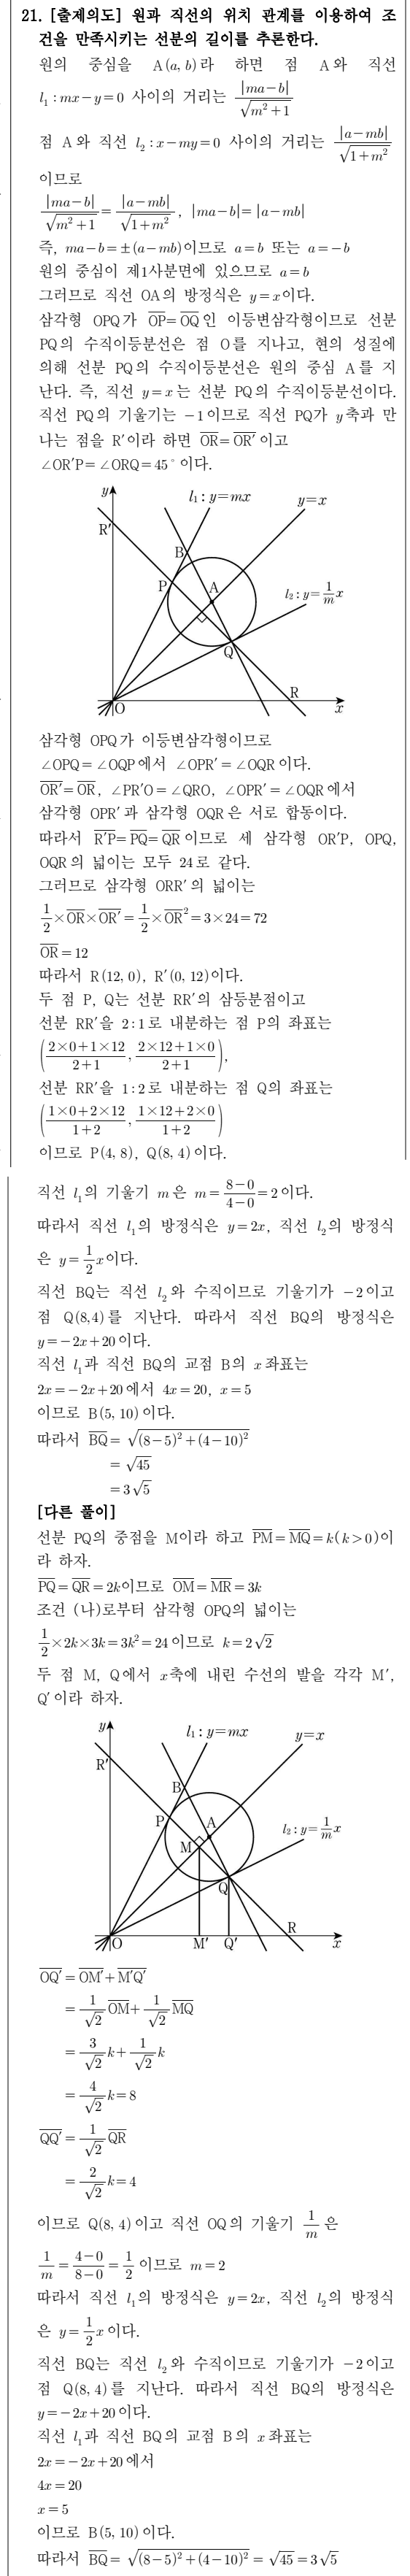 21. [출제의도] 원과 직선의 위치 관계를 이용하여 조
건을 만족시키는 선분의 길이를 추론한다.
원의 중심을 A(a, b)라 하면 점 A와 직선
l₁ : mx−y=0 사이의 거리는 |ma−b|/√(m²+1)
점 A와 직선 l₂ : x−my=0 사이의 거리는 |a−mb|/√(1+m²)
이므로
|ma−b|/√(m²+1) = |a−mb|/√(1+m²), |ma−b|=|a−mb|
즉, ma−b=±(a−mb)이므로 a=b 또는 a=−b
원의 중심이 제1사분면에 있으므로 a=b
그러므로 직선 OA의 방정식은 y=x이다.
삼각형 OPQ가 O̅P̅=O̅Q̅인 이등변삼각형이므로 선분
PQ의 수직이등분선은 점 O를 지나고, 현의 성질에
의해 선분 PQ의 수직이등분선은 원의 중심 A를 지
난다. 즉, 직선 y=x는 선분 PQ의 수직이등분선이다.
직선 PQ의 기울기는 −1이므로 직선 PQ가 y축과 만
나는 점을 R′이라 하면 O̅R̅=O̅R̅′̅이고
∠OR′P=∠ORQ=45°이다.
y
l₁ : y=mx
y=x
R′
B
P
A
l₂ : y=1/m x
Q
R
O
x
삼각형 OPQ가 이등변삼각형이므로
∠OPQ=∠OQP에서 ∠OPR′=∠OQR이다.
O̅R̅′̅=O̅R̅, ∠PR′O=∠QRO, ∠OPR′=∠OQR에서
삼각형 OPR′과 삼각형 OQR은 서로 합동이다.
따라서 R̅′̅P̅=P̅Q̅=Q̅R̅이므로 세 삼각형 OR′P, OPQ,
OQR의 넓이는 모두 24로 같다.
그러므로 삼각형 ORR′의 넓이는
1/2×O̅R̅×O̅R̅′̅=1/2×O̅R̅²=3×24=72
O̅R̅=12
따라서 R(12, 0), R′(0, 12)이다.
두 점 P, Q는 선분 RR′의 삼등분점이고
선분 RR′을 2:1로 내분하는 점 P의 좌표는
((2×0+1×12)/(2+1), (2×12+1×0)/(2+1)),
선분 RR′을 1:2로 내분하는 점 Q의 좌표는
((1×0+2×12)/(1+2), (1×12+2×0)/(1+2))
이므로 P(4, 8), Q(8, 4)이다.
직선 l₁의 기울기 m은 m=(8−0)/(4−0)=2이다.
따라서 직선 l₁의 방정식은 y=2x, 직선 l₂의 방정식
은 y=1/2 x이다.
직선 BQ는 직선 l₂와 수직이므로 기울기가 −2이고
점 Q(8,4)를 지난다. 따라서 직선 BQ의 방정식은
y=−2x+20이다.
직선 l₁과 직선 BQ의 교점 B의 x좌표는
2x=−2x+20에서 4x=20, x=5
이므로 B(5, 10)이다.
따라서 B̅Q̅=√((8−5)²+(4−10)²)
=√45
=3√5
[다른 풀이]
선분 PQ의 중점을 M이라 하고 P̅M̅=M̅Q̅=k(k>0)이
라 하자.
P̅Q̅=Q̅R̅=2k이므로 O̅M̅=M̅R̅=3k
조건 (나)로부터 삼각형 OPQ의 넓이는
1/2×2k×3k=3k²=24이므로 k=2√2
두 점 M, Q에서 x축에 내린 수선의 발을 각각 M′,
Q′이라 하자.
y
l₁ : y=mx
y=x
R′
B
P
A
l₂ : y=1/m x
M
Q
R
O
M′
Q′
x
O̅Q̅′̅=O̅M̅′̅+M̅′̅Q̅′̅
=1/√2 O̅M̅+1/√2 M̅Q̅
=3/√2 k+1/√2 k
=4/√2 k=8
Q̅Q̅′̅=1/√2 Q̅R̅
=2/√2 k=4
이므로 Q(8, 4)이고 직선 OQ의 기울기 1/m은
1/m=(4−0)/(8−0)=1/2이므로 m=2
따라서 직선 l₁의 방정식은 y=2x, 직선 l₂의 방정식
은 y=1/2 x이다.
직선 BQ는 직선 l₂와 수직이므로 기울기가 −2이고
점 Q(8, 4)를 지난다. 따라서 직선 BQ의 방정식은
y=−2x+20이다.
직선 l₁과 직선 BQ의 교점 B의 x좌표는
2x=−2x+20에서
4x=20
x=5
이므로 B(5, 10)이다.
따라서 B̅Q̅=√((8−5)²+(4−10)²)=√45=3√5